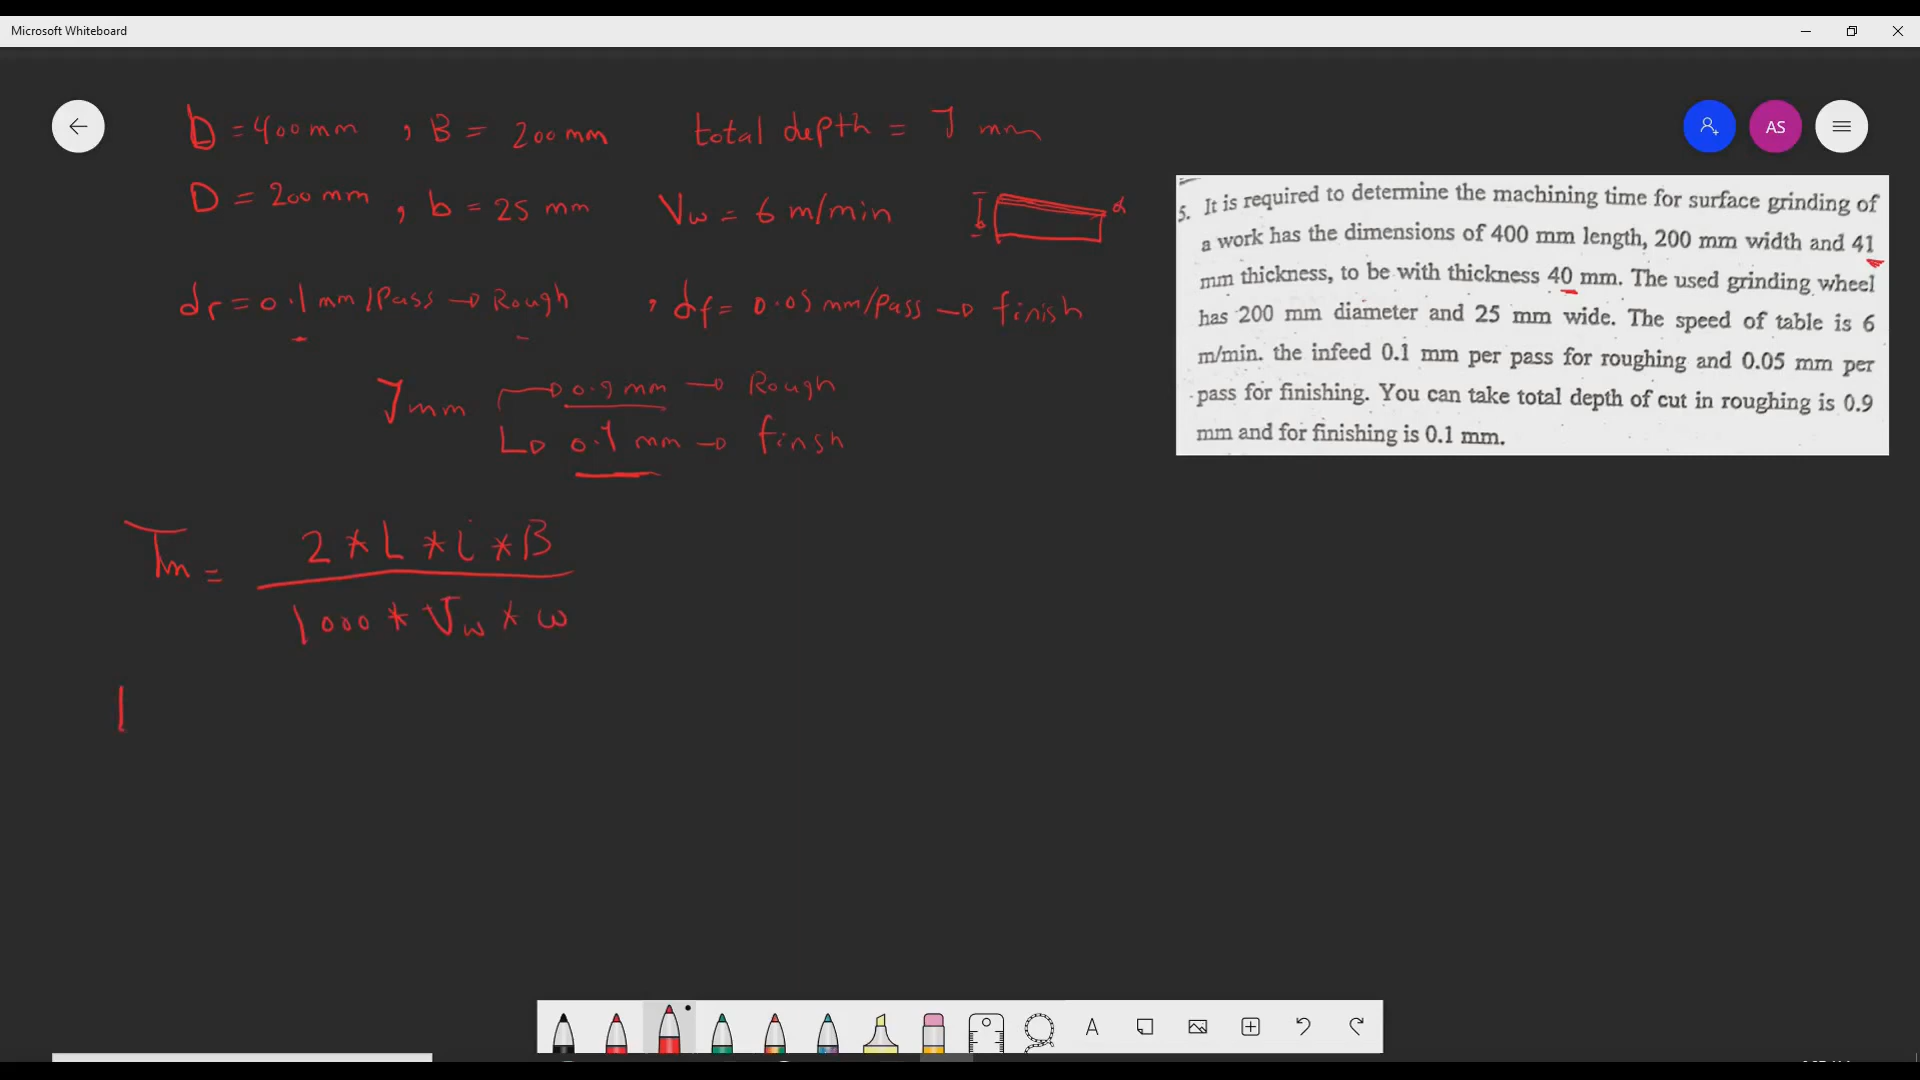 Microsoft Whiteboard
D = 400 mm , B = 200 mm total depth = 1 mm
D = 200 mm , b = 25 mm Vw = 6 m/min
dr = 0.1 mm/Pass → Rough , df = 0.05 mm/Pass → finish
1 mm → 0.9 mm → Rough
→ 0.1 mm → finsh
Tm = 2 * L * i * B
1000 * Vw * w
AS
5. It is required to determine the machining time for surface grinding of
a work has the dimensions of 400 mm length, 200 mm width and 41
mm thickness, to be with thickness 40 mm. The used grinding wheel
has 200 mm diameter and 25 mm wide. The speed of table is 6
m/min. the infeed 0.1 mm per pass for roughing and 0.05 mm per
pass for finishing. You can take total depth of cut in roughing is 0.9
mm and for finishing is 0.1 mm.
A